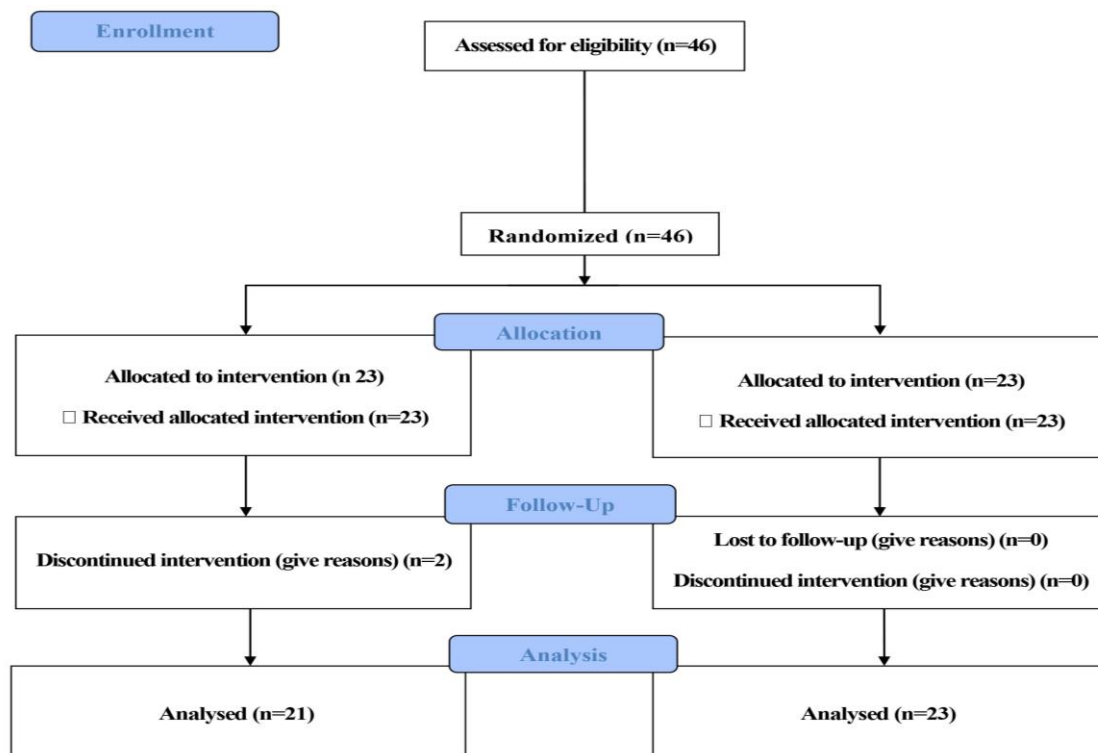 Enrollment
Assessed for eligibility (n=46)
Randomized (n=46)
Allocation
Allocated to intervention (n 23)
□ Received allocated intervention (n=23)
Allocated to intervention (n=23)
□ Received allocated intervention (n=23)
Follow-Up
Discontinued intervention (give reasons) (n=2)
Lost to follow-up (give reasons) (n=0)
Discontinued intervention (give reasons) (n=0)
Analysis
Analysed (n=21)
Analysed (n=23)